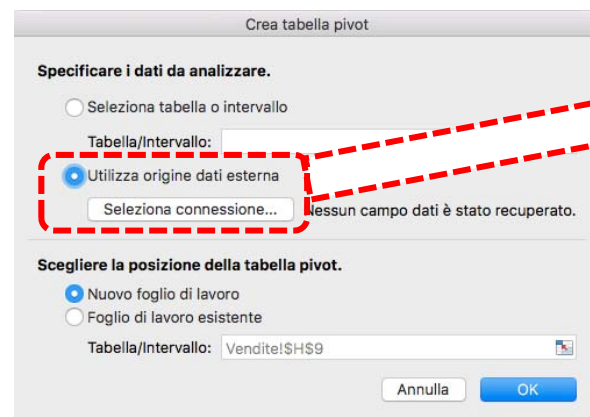 Crea tabella pivot
Specificare i dati da analizzare.
Seleziona tabella o intervallo
Tabella/Intervallo:
Utilizza origine dati esterna
Seleziona connessione... Nessun campo dati è stato recuperato.
Scegliere la posizione della tabella pivot.
Nuovo foglio di lavoro
Foglio di lavoro esistente
Tabella/Intervallo: Vendite!$H$9
Annulla OK